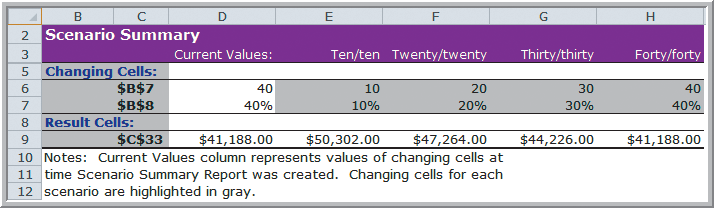 B C D E F G H
2 Scenario Summary
3 Current Values: Ten/ten Twenty/twenty Thirty/thirty Forty/forty
5 Changing Cells:
6 $B$7 40 10 20 30 40
7 $B$8 40% 10% 20% 30% 40%
8 Result Cells:
9 $C$33 $41,188.00 $50,302.00 $47,264.00 $44,226.00 $41,188.00
10 Notes: Current Values column represents values of changing cells at
11 time Scenario Summary Report was created. Changing cells for each
12 scenario are highlighted in gray.